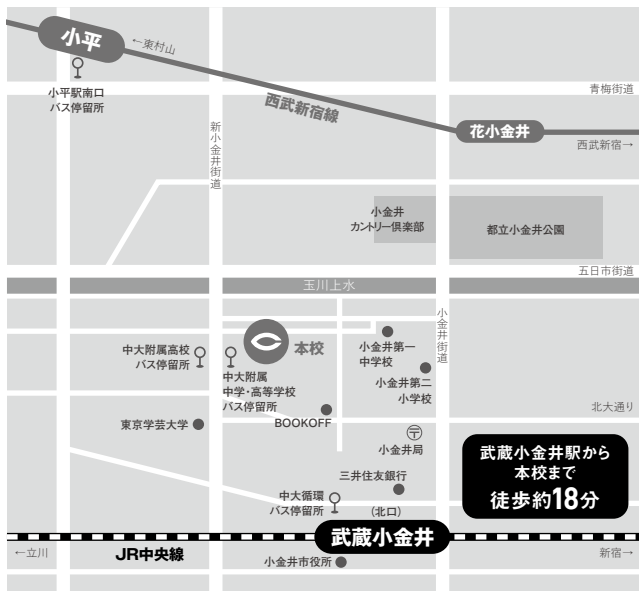 小平
←東村山
小平駅南口
バス停留所
西武新宿線
青梅街道
花小金井
西武新宿→
新小金井街道
小金井
カントリー倶楽部
都立小金井公園
五日市街道
玉川上水
小金井街道
本校
中大附属高校
バス停留所
中大附属
中学・高等学校
バス停留所
小金井第一
中学校
小金井第二
小学校
北大通り
BOOKOFF
東京学芸大学
〒
小金井局
三井住友銀行
中大循環
バス停留所
(北口)
武蔵小金井駅から
本校まで
徒歩約18分
武蔵小金井
←立川
JR中央線
小金井市役所
新宿→